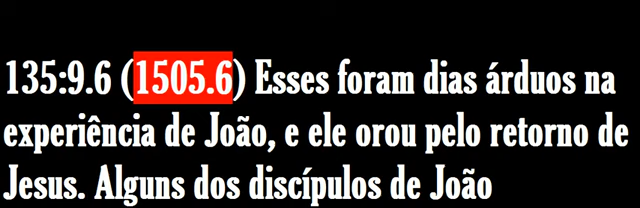 135:9.6 (1505.6) Esses foram dias árduos na
experiência de João, e ele orou pelo retorno de
Jesus. Alguns dos discípulos de João